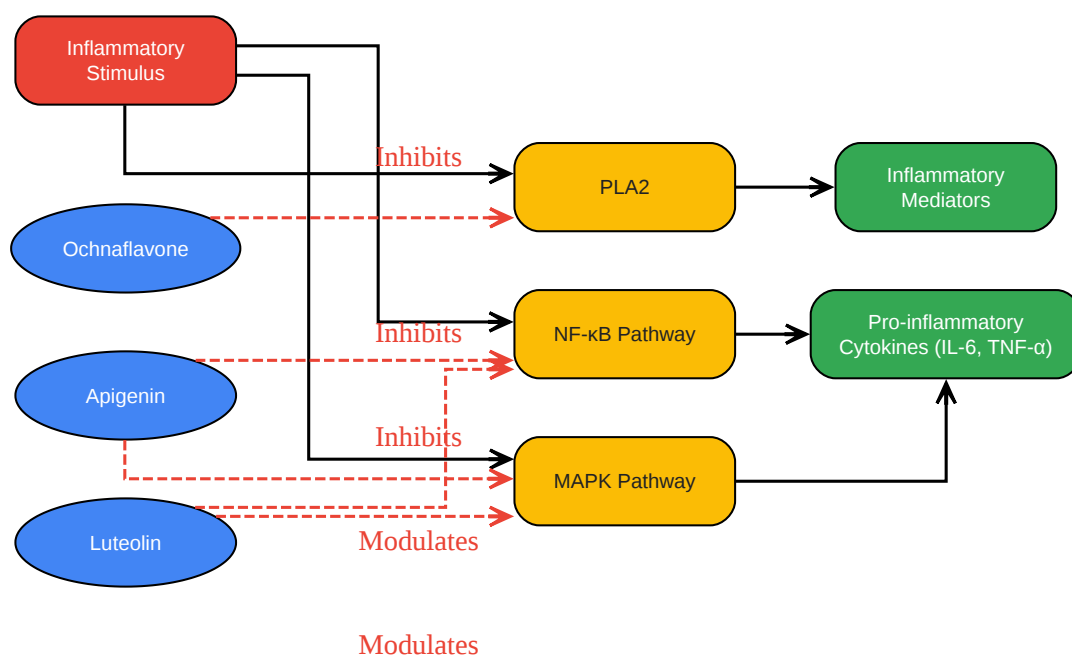 Inflammatory
Stimulus
Inhibits
PLA2
Inflammatory
Mediators
Ochnaflavone
Inhibits
NF-κB Pathway
Pro-inflammatory
Cytokines (IL-6, TNF-α)
Apigenin
Inhibits
MAPK Pathway
Luteolin
Modulates
Modulates